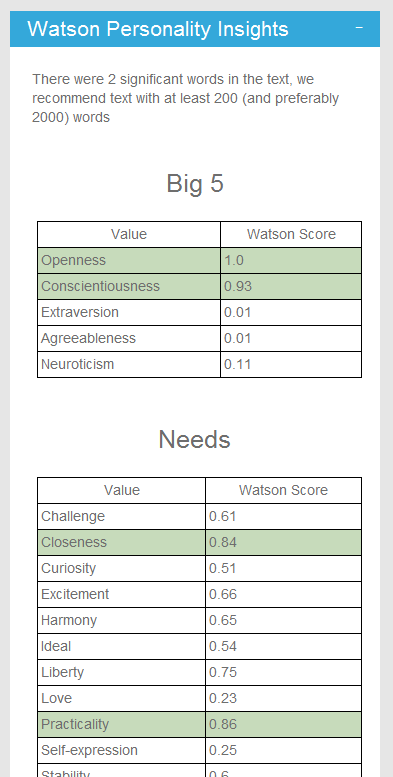 Watson Personality Insights −
There were 2 significant words in the text, we
recommend text with at least 200 (and preferably
2000) words
Big 5
Value Watson Score
Openness 1.0
Conscientiousness 0.93
Extraversion 0.01
Agreeableness 0.01
Neuroticism 0.11
Needs
Value Watson Score
Challenge 0.61
Closeness 0.84
Curiosity 0.51
Excitement 0.66
Harmony 0.65
Ideal 0.54
Liberty 0.75
Love 0.23
Practicality 0.86
Self-expression 0.25
Stability 0.6